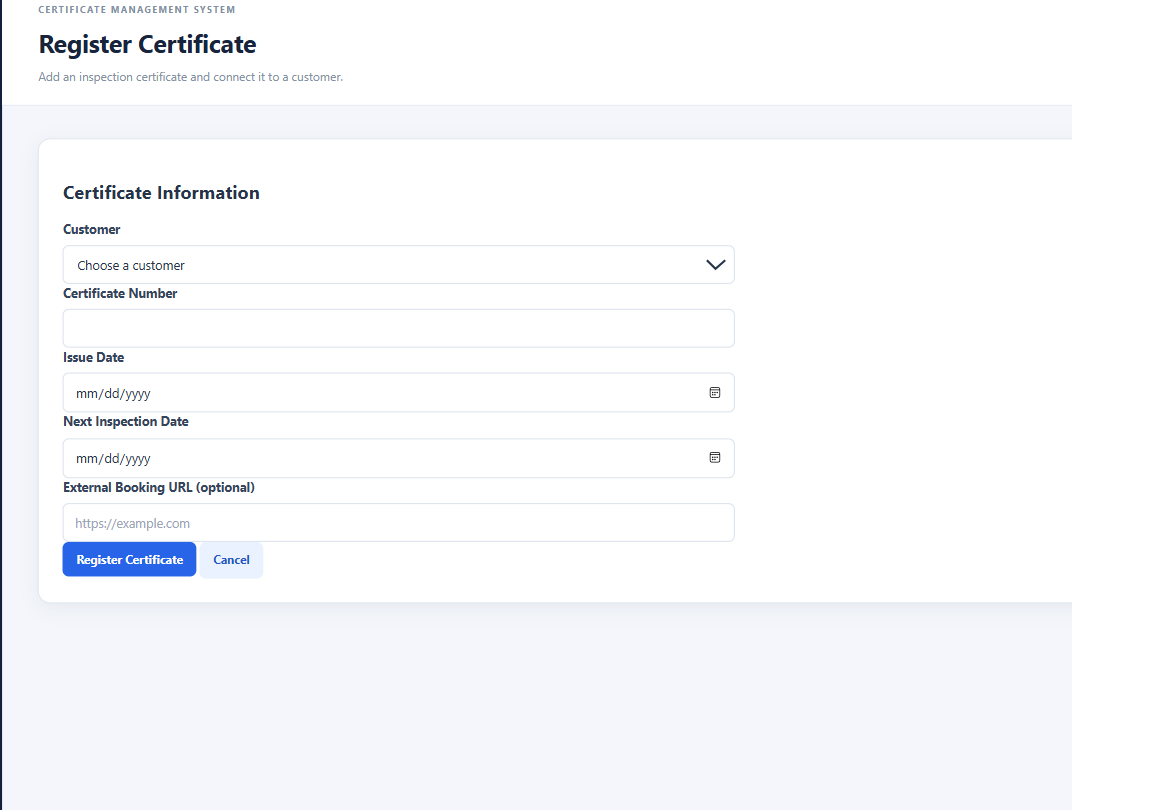 CERTIFICATE MANAGEMENT SYSTEM
Register Certificate
Add an inspection certificate and connect it to a customer.
Certificate Information
Customer
Choose a customer
Certificate Number
Issue Date
mm/dd/yyyy
Next Inspection Date
mm/dd/yyyy
External Booking URL (optional)
https://example.com
Register Certificate Cancel